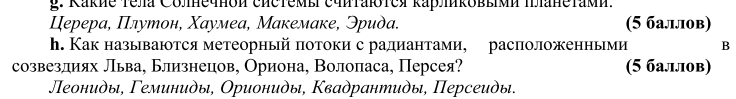 g. Какие тела Солнечной системы считаются карликовыми планетами.
Церера, Плутон, Хаумеа, Макемаке, Эрида. (5 баллов)
h. Как называются метеорный потоки с радиантами, расположенными в
созвездиях Льва, Близнецов, Ориона, Волопаса, Персея? (5 баллов)
Леониды, Геминиды, Ориониды, Квадрантиды, Персеиды.